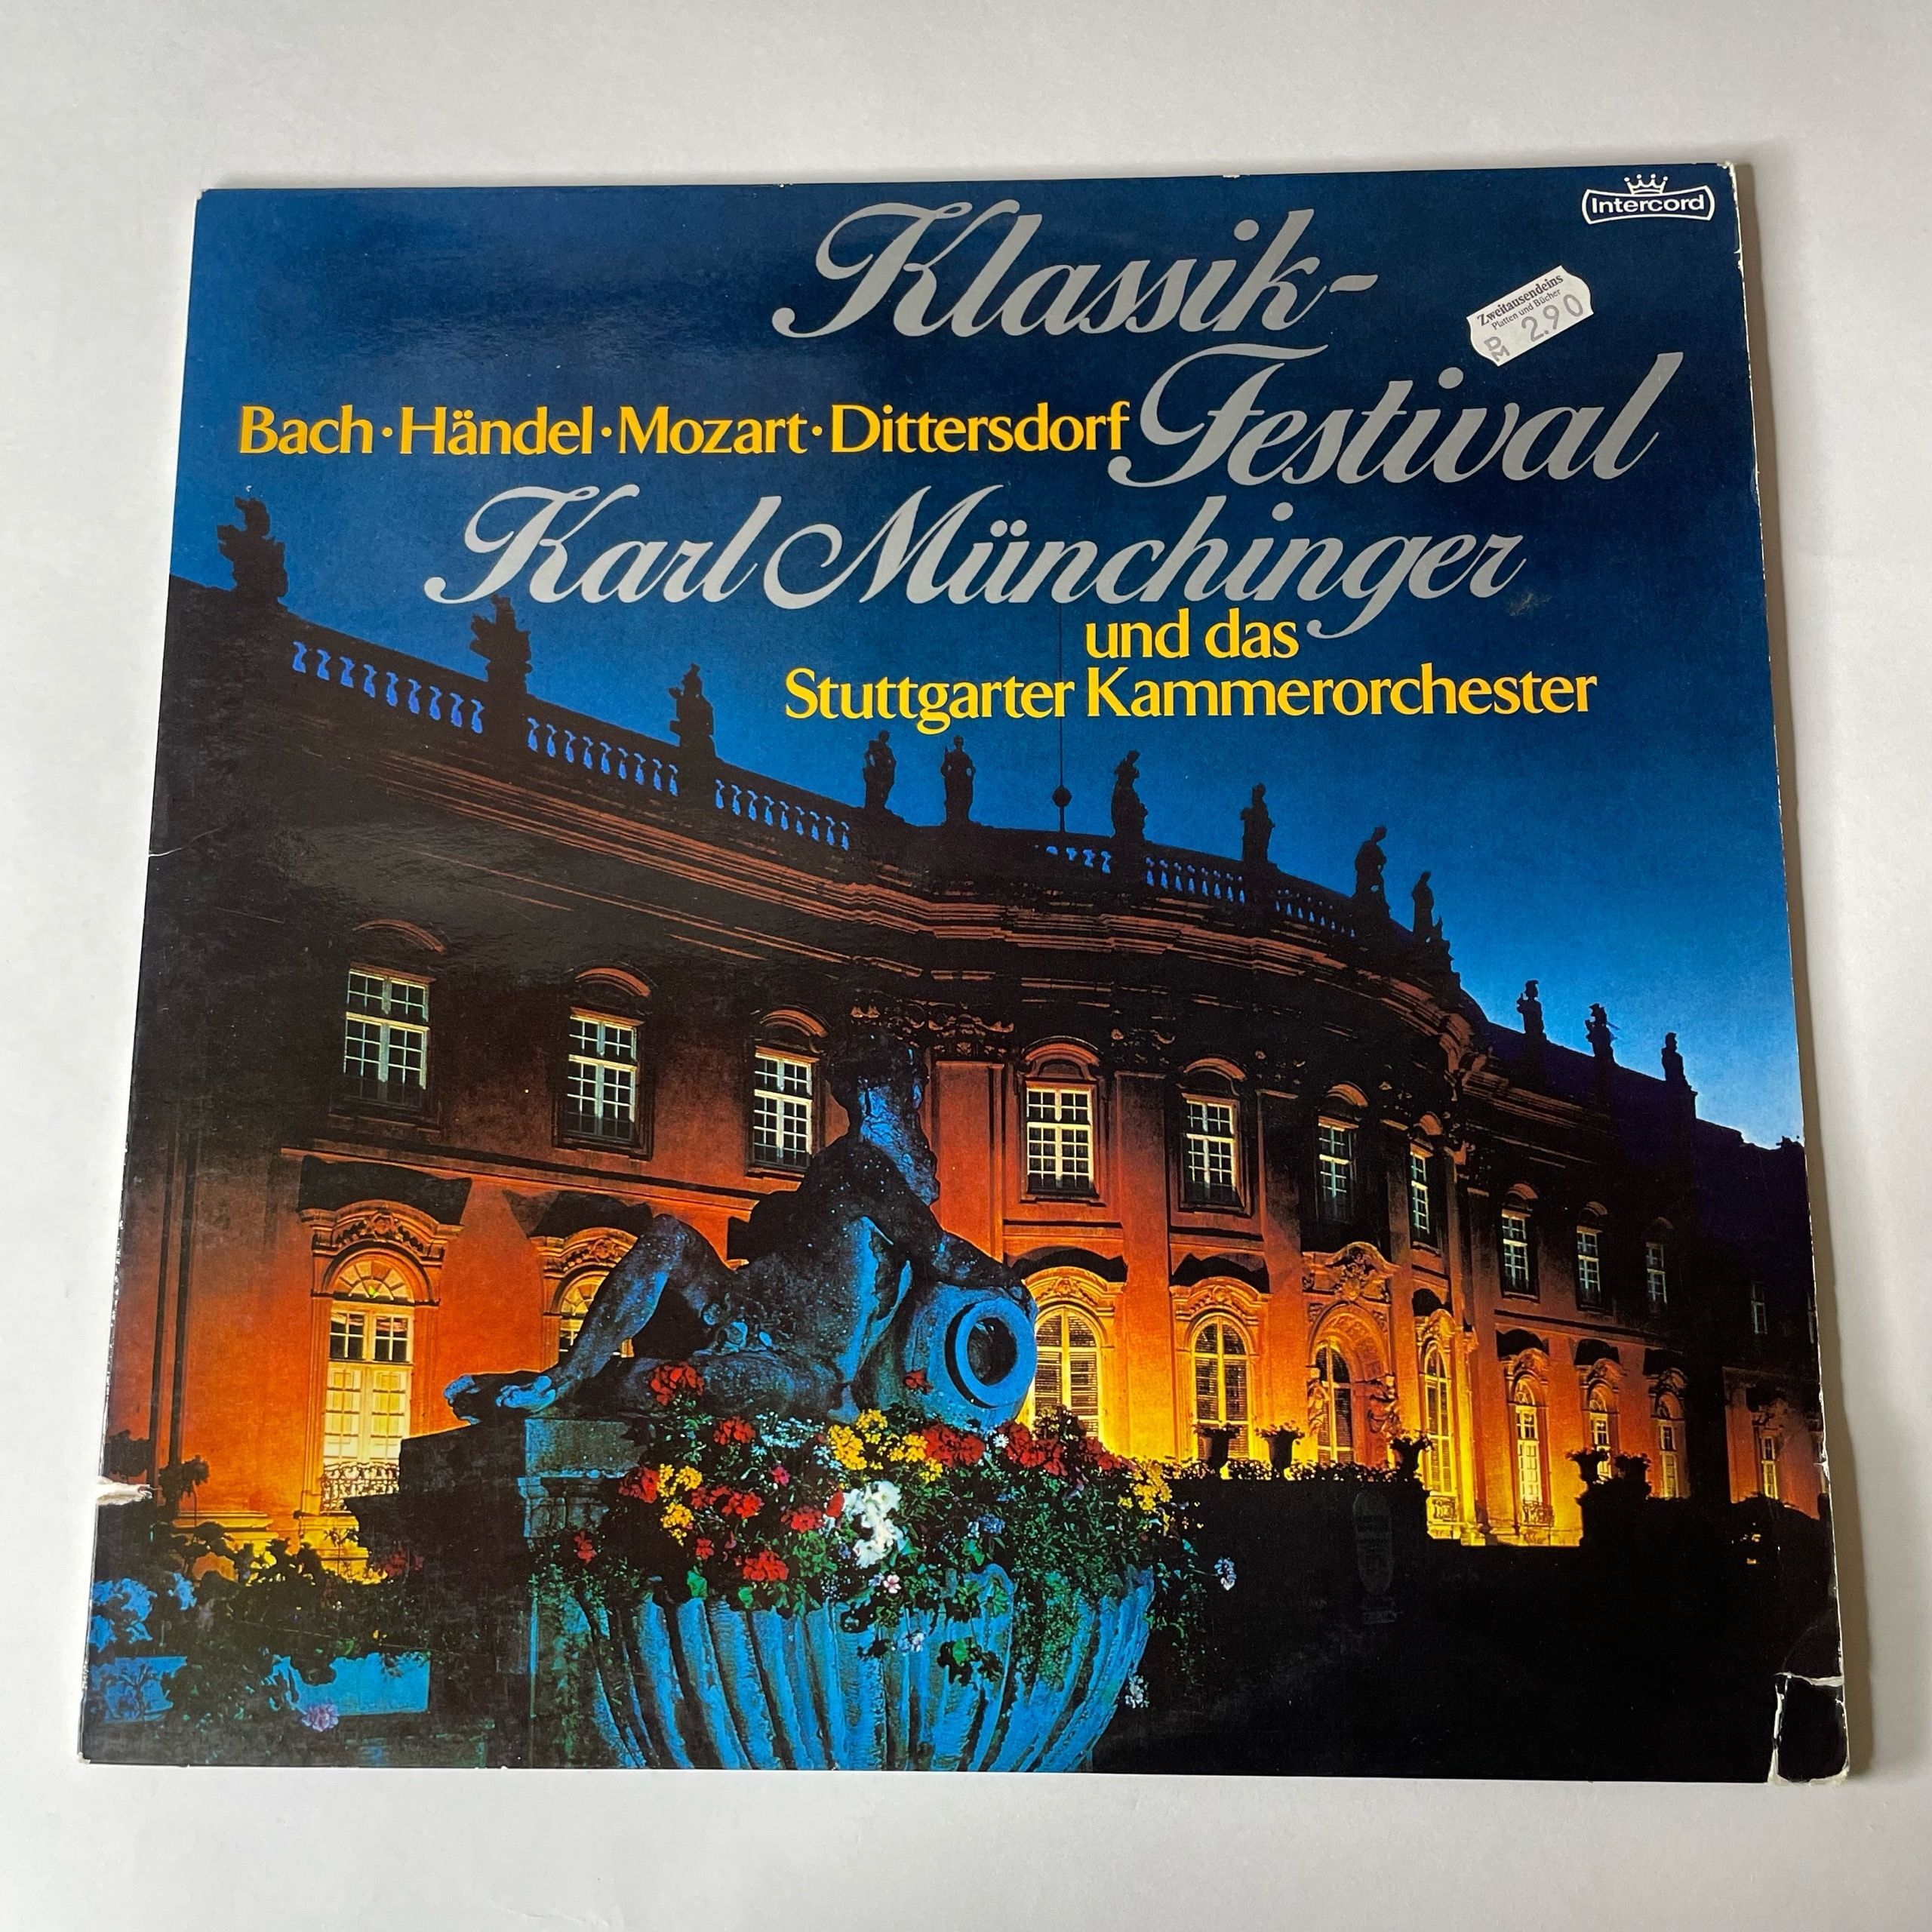 Intercord
Klassik-
Zweitausendeins
Platten und Bücher
DM 2.90
Bach·Händel·Mozart·Dittersdorf Festival
Karl Münchinger
und das
Stuttgarter Kammerorchester